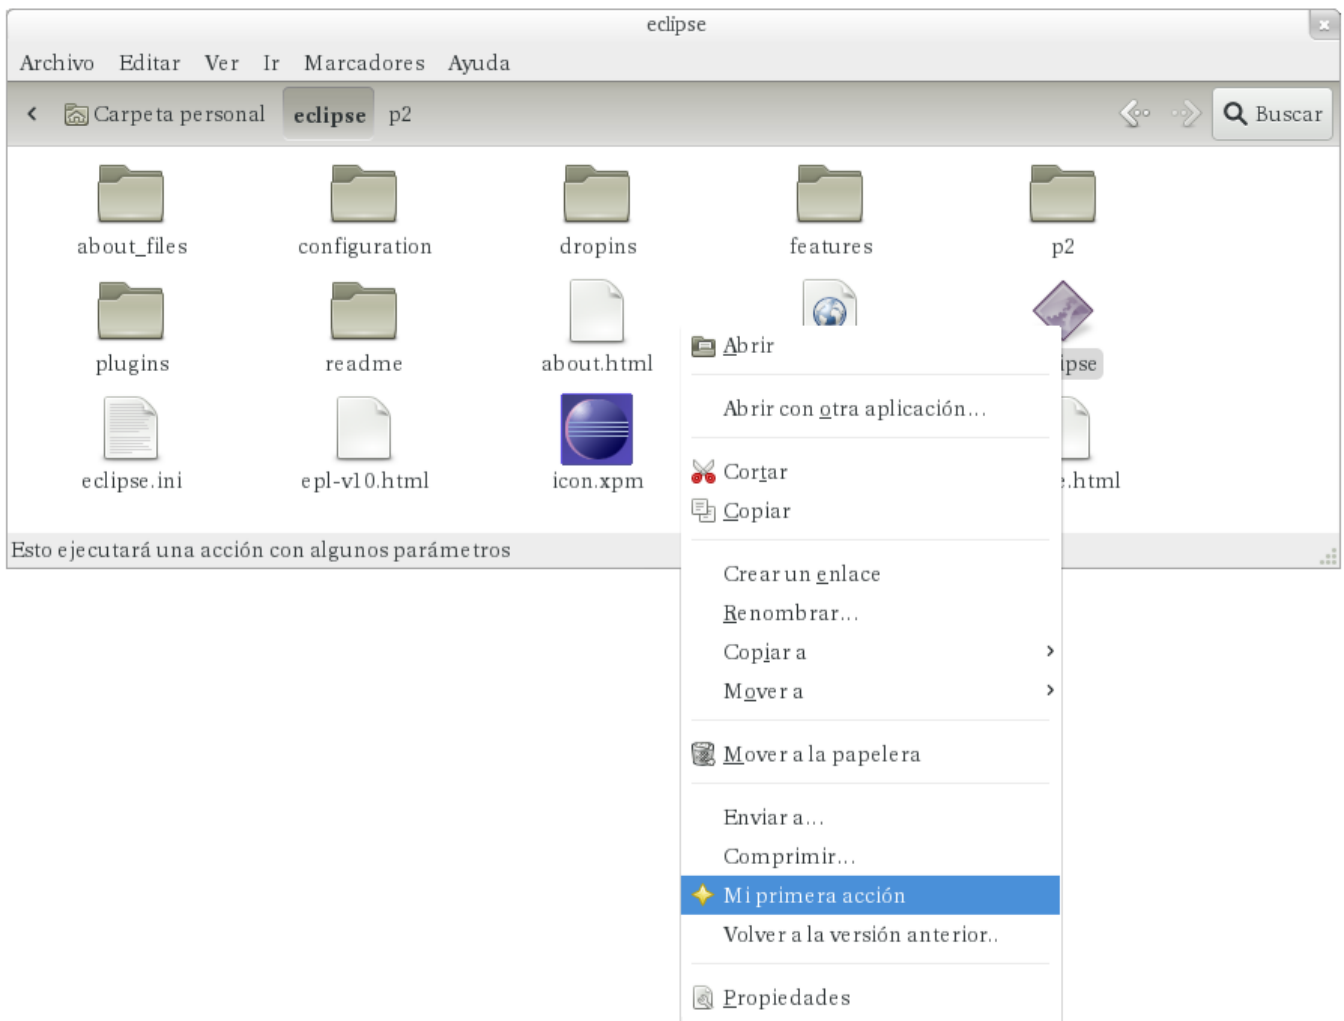 eclipse
Archivo Editar Ver Ir Marcadores Ayuda
Carpeta personal eclipse p2 Buscar
about_files configuration dropins features p2
plugins readme about.html ipse
eclipse.ini epl-v10.html icon.xpm .html
Esto ejecutará una acción con algunos parámetros
Abrir
Abrir con otra aplicación...
Cortar
Copiar
Crear un enlace
Renombrar...
Copiar a
Mover a
Mover a la papelera
Enviar a...
Comprimir...
Mi primera acción
Volver a la versión anterior..
Propiedades